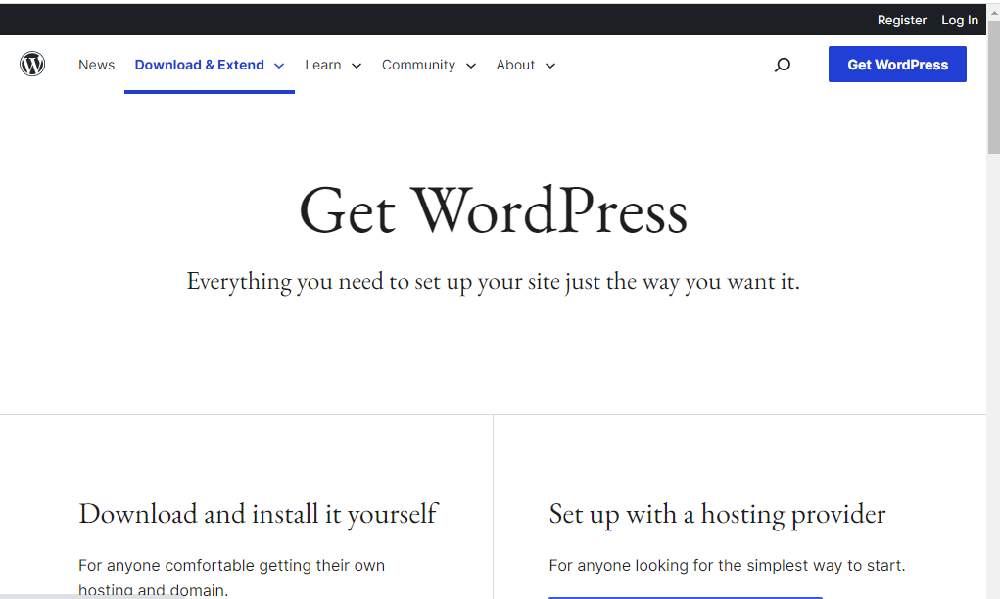 Register Log In
News Download & Extend Learn Community About Get WordPress
Get WordPress
Everything you need to set up your site just the way you want it.
Download and install it yourself
For anyone comfortable getting their own
hosting and domain.
Set up with a hosting provider
For anyone looking for the simplest way to start.